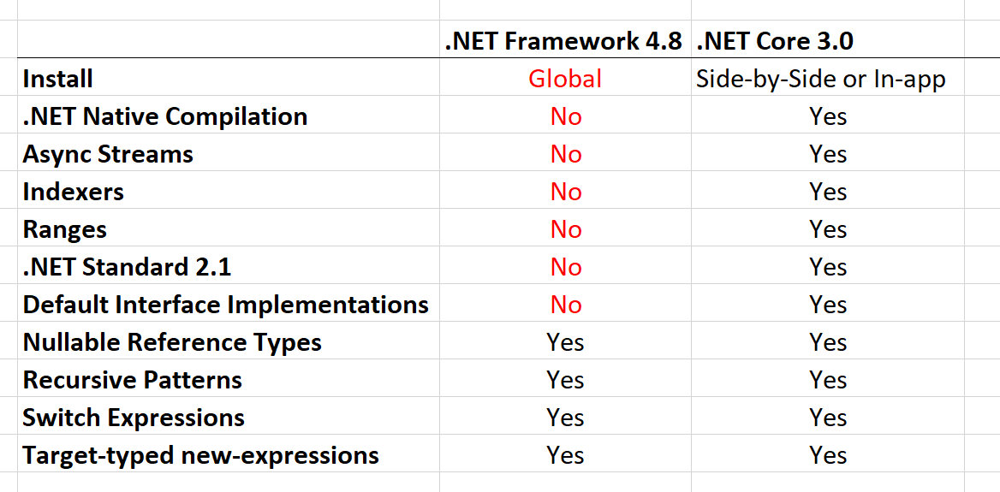 .NET Framework 4.8 .NET Core 3.0
Install Global Side-by-Side or In-app
.NET Native Compilation No Yes
Async Streams No Yes
Indexers No Yes
Ranges No Yes
.NET Standard 2.1 No Yes
Default Interface Implementations No Yes
Nullable Reference Types Yes Yes
Recursive Patterns Yes Yes
Switch Expressions Yes Yes
Target-typed new-expressions Yes Yes